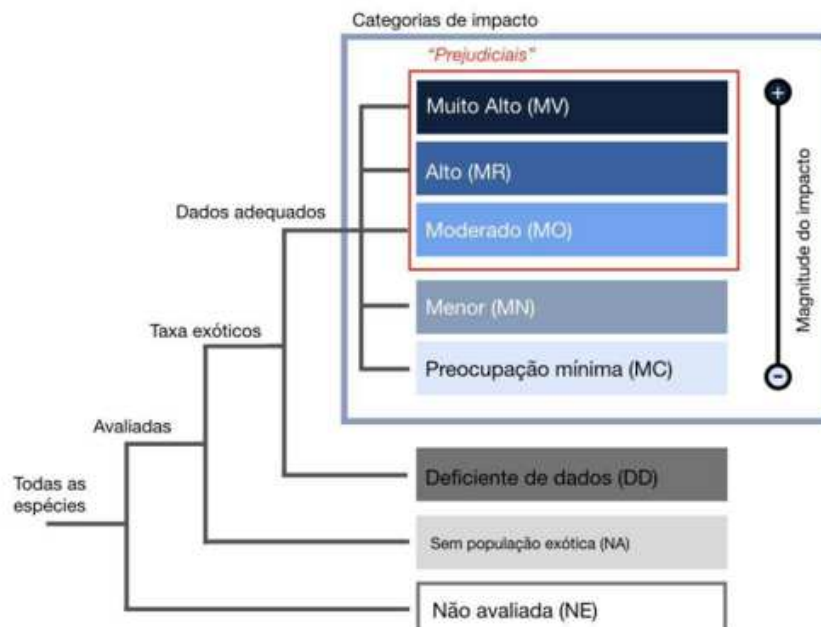 Categorias de impacto
“Prejudiciais”
Muito Alto (MV)
Alto (MR)
Dados adequados
Moderado (MO)
Magnitude do impacto
Menor (MN)
Taxa exóticos
Preocupação mínima (MC)
Avaliadas
Todas as
espécies
Deficiente de dados (DD)
Sem população exótica (NA)
Não avaliada (NE)
+
-